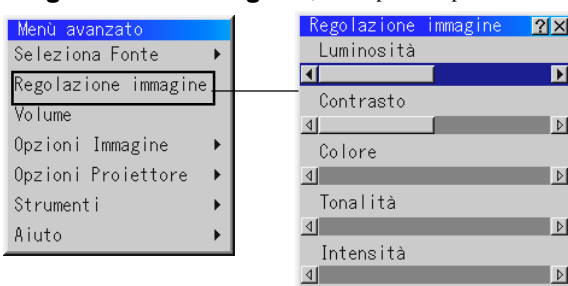 Menù avanzato
Seleziona Fonte
Regolazione immagine
Volume
Opzioni Immagine
Opzioni Proiettore
Strumenti
Aiuto
Regolazione immagine
Luminosità
Contrasto
Colore
Tonalità
Intensità